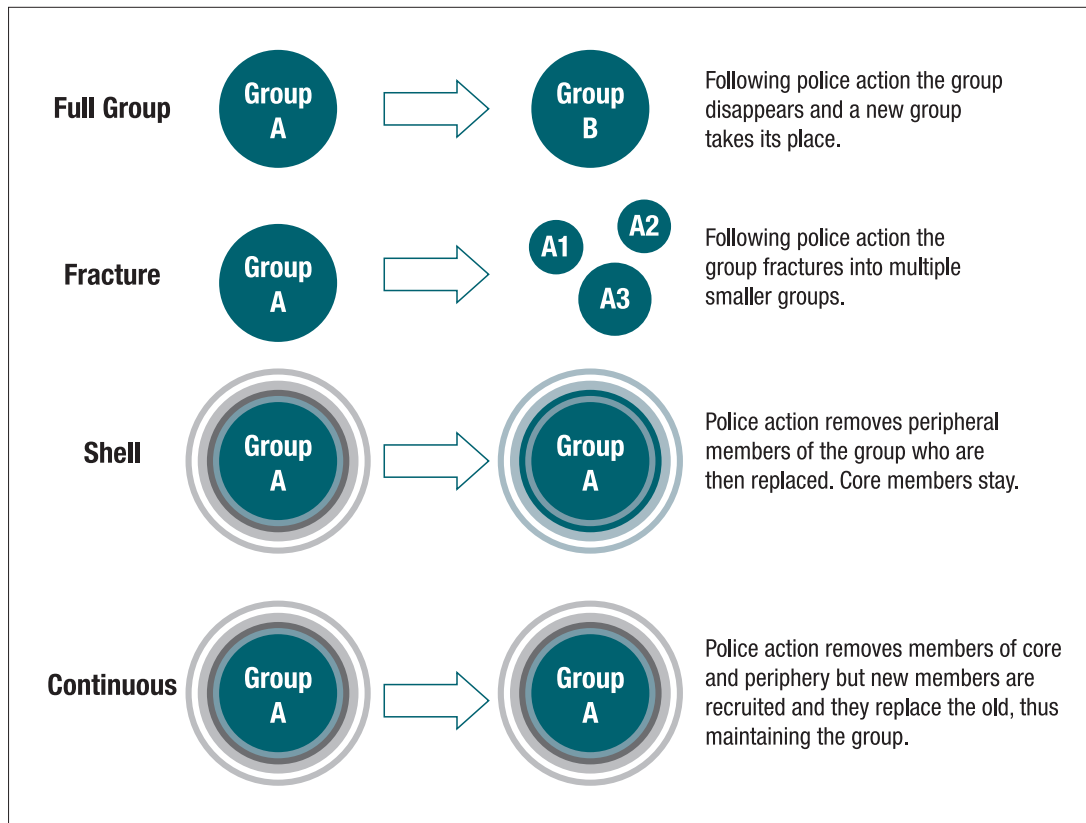 Full Group
Group
A
Group
B
Following police action the group
disappears and a new group
takes its place.
Fracture
Group
A
A1
A2
A3
Following police action the
group fractures into multiple
smaller groups.
Shell
Group
A
Group
A
Police action removes peripheral
members of the group who are
then replaced. Core members stay.
Continuous
Group
A
Group
A
Police action removes members of core
and periphery but new members are
recruited and they replace the old, thus
maintaining the group.